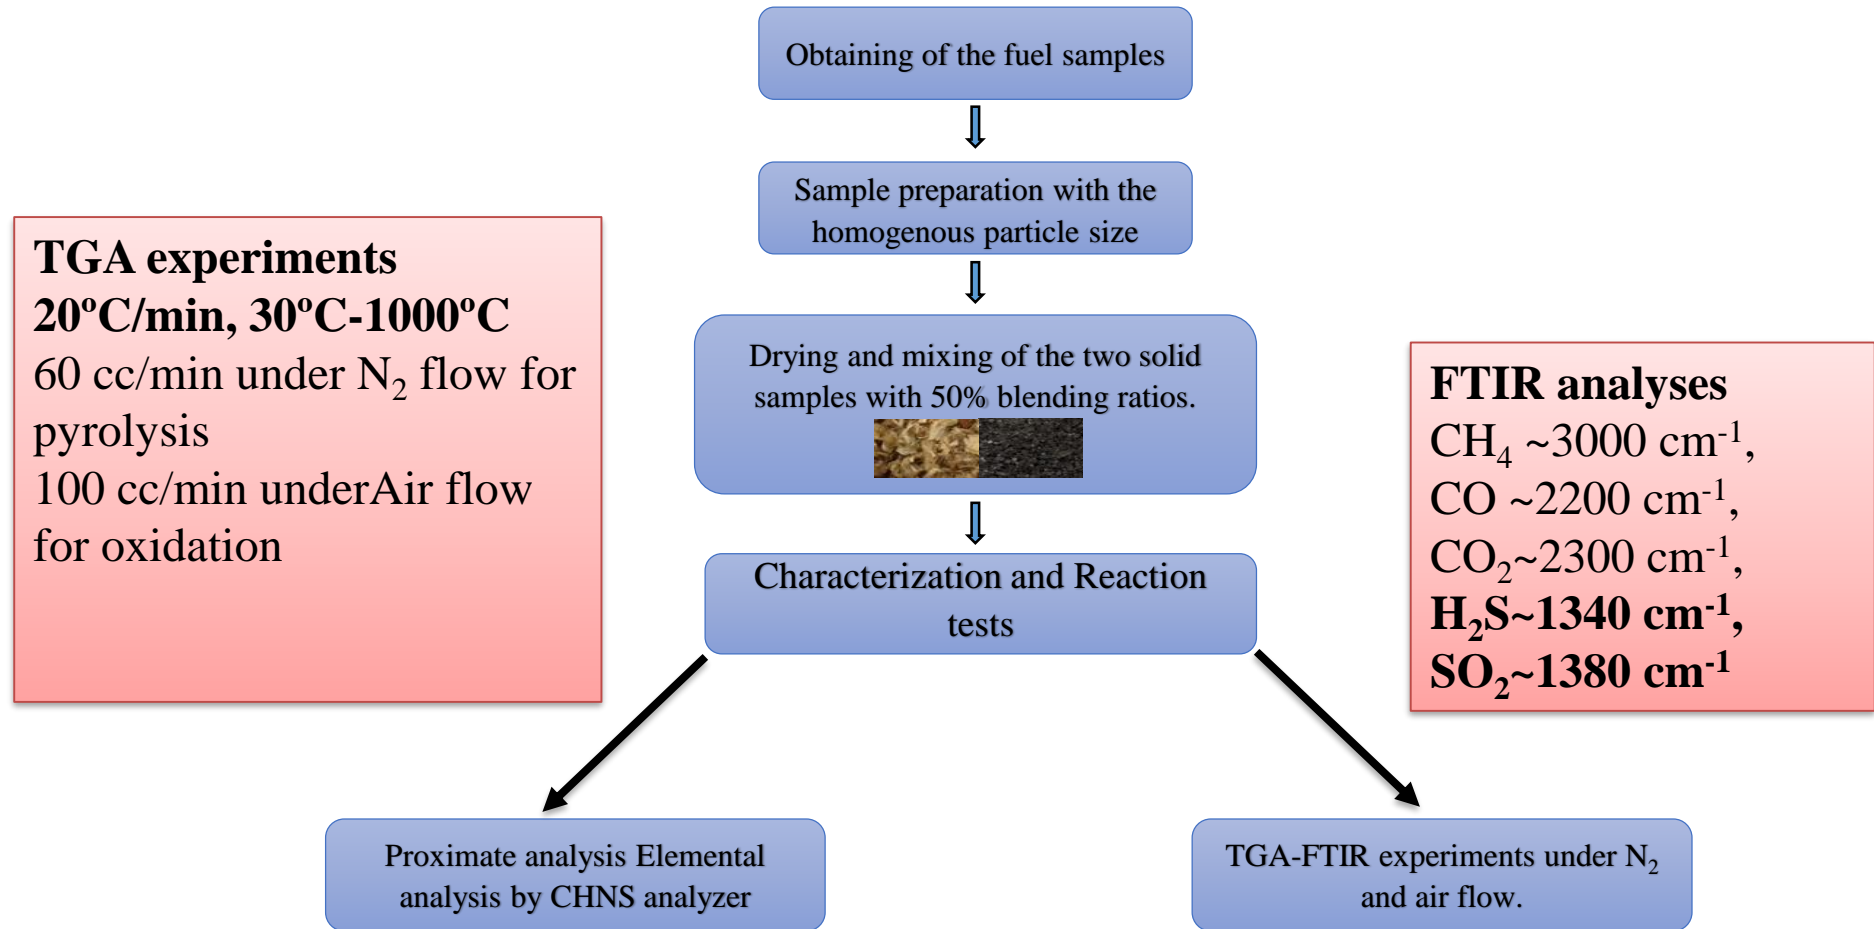 Obtaining of the fuel samples
Sample preparation with the
homogenous particle size
TGA experiments
20ºC/min, 30ºC-1000ºC
60 cc/min under N₂ flow for
pyrolysis
100 cc/min underAir flow
for oxidation
Drying and mixing of the two solid
samples with 50% blending ratios.
FTIR analyses
CH₄ ~3000 cm⁻¹,
CO ~2200 cm⁻¹,
CO₂~2300 cm⁻¹,
H₂S~1340 cm⁻¹,
SO₂~1380 cm⁻¹
Characterization and Reaction
tests
Proximate analysis Elemental
analysis by CHNS analyzer
TGA-FTIR experiments under N₂
and air flow.